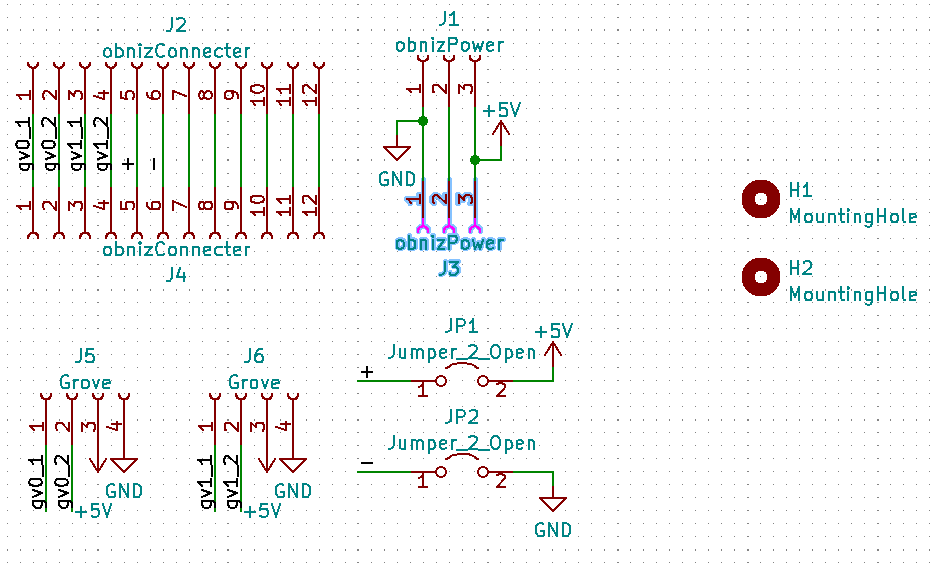 J2
obnizConnecter
1 2 3 4 5 6 7 8 9 10 11 12
gv0_1 gv0_2 gv1_1 gv1_2 + -
1 2 3 4 5 6 7 8 9 10 11 12
obnizConnecter
J4
J1
obnizPower
1 2 3
+5V
GND
1 2 3
obnizPower
J3
H1
MountingHole
H2
MountingHole
J5
Grove
1 2 3 4
gv0_1 gv0_2
GND
+5V
J6
Grove
1 2 3 4
gv1_1 gv1_2
GND
+5V
JP1
+5V
Jumper_2_Open
+
1 2
JP2
Jumper_2_Open
-
1 2
GND